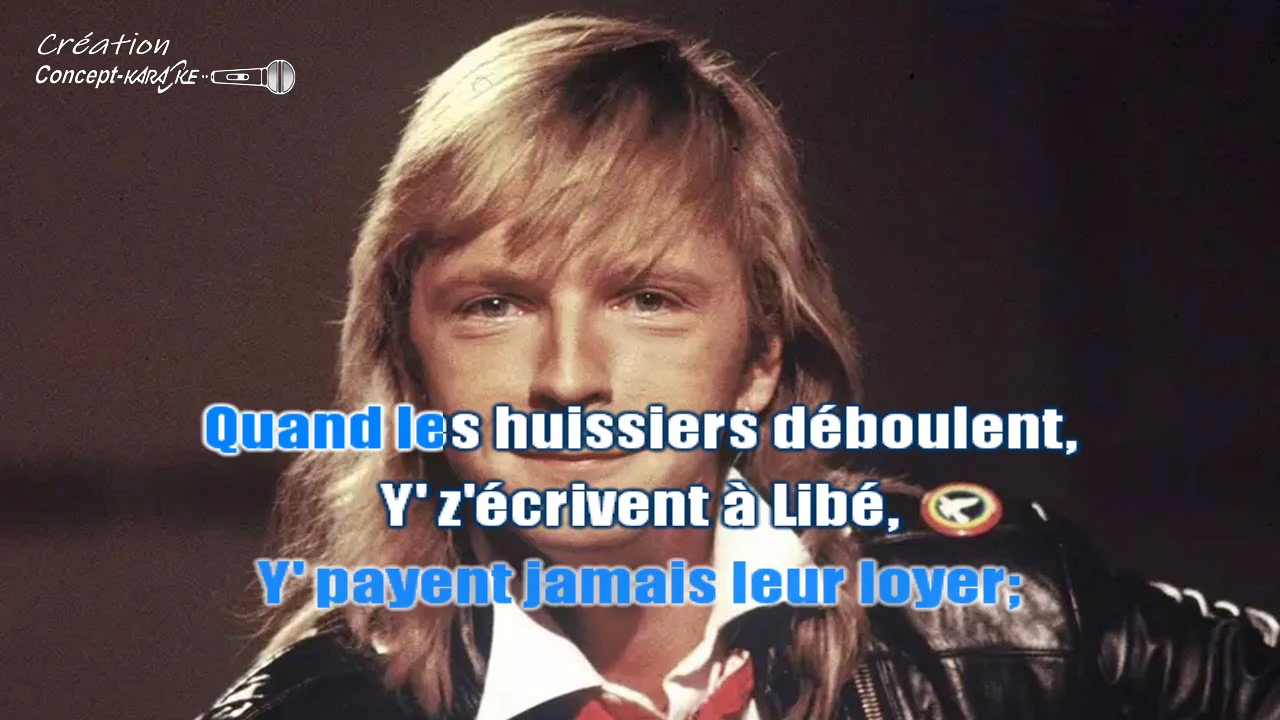 Création
Concept-KARAOKE
Quand les huissiers déboulent,
Y' z'écrivent à Libé,
Y' payent jamais leur loyer;